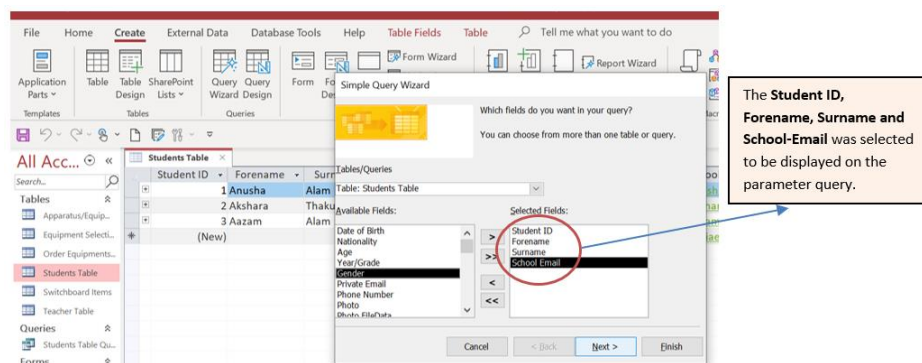 File Home Create External Data Database Tools Help Table Fields Table Tell me what you want to do
Form Wizard
Report Wizard
Application Parts
Table
Table Design
SharePoint Lists
Query Wizard
Query Design
Form
Templates
Tables
Queries
All Acc...
Search...
Tables
Apparatus/Equip...
Equipment Selecti...
Order Equipments...
Students Table
Switchboard Items
Teacher Table
Queries
Students Table Qu...
Forms
Students Table
Student ID Forename Surn
1 Anusha Alam
2 Akshara Thaku
3 Aazam Alam
(New)
Simple Query Wizard
Which fields do you want in your query?
You can choose from more than one table or query.
Tables/Queries
Table: Students Table
Available Fields:
Date of Birth
Nationality
Age
Year/Grade
Gender
Private Email
Phone Number
Photo
Photo FileData
>
>>
<
<<
Selected Fields:
Student ID
Forename
Surname
School Email
Cancel < Back Next > Finish
The Student ID,
Forename, Surname and
School-Email was selected
to be displayed on the
parameter query.